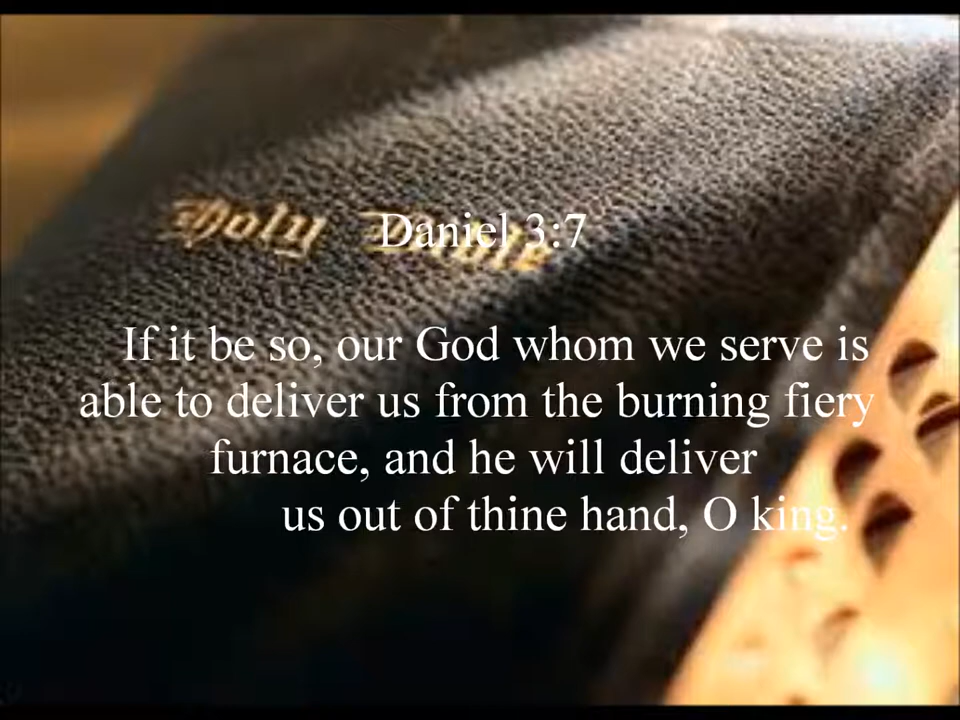 Holy Bible
Daniel 3:7
If it be so, our God whom we serve is
able to deliver us from the burning fiery
furnace, and he will deliver
us out of thine hand, O king.